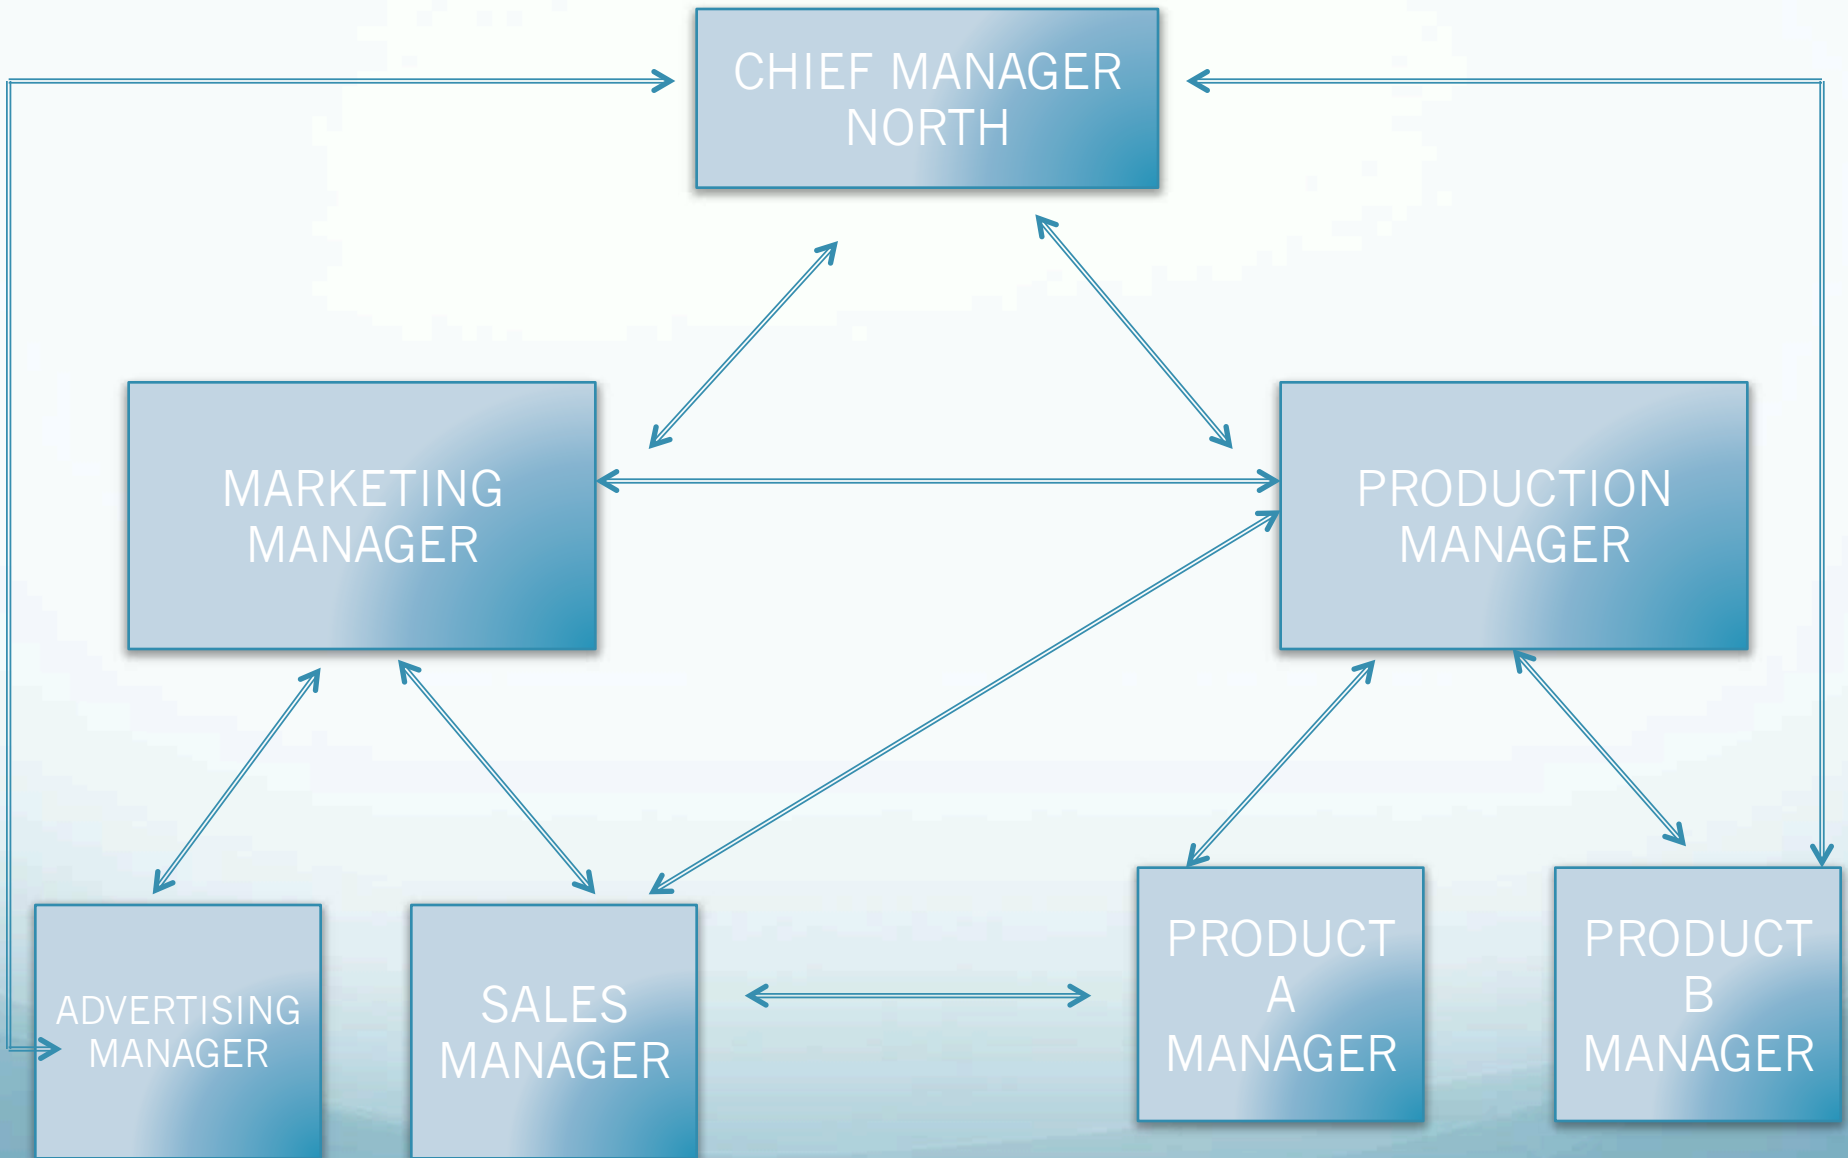 CHIEF MANAGER
NORTH
MARKETING
MANAGER
PRODUCTION
MANAGER
ADVERTISING
MANAGER
SALES
MANAGER
PRODUCT
A
MANAGER
PRODUCT
B
MANAGER